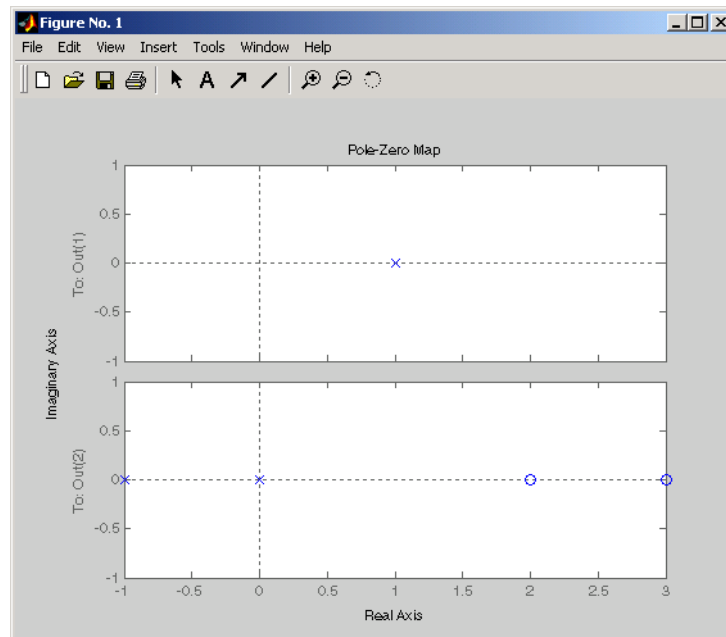 Figure No. 1
File Edit View Insert Tools Window Help
A
Pole-Zero Map
1
0.5
0
-0.5
-1
To: Out(1)
Imaginary Axis
1
0.5
0
-0.5
-1
To: Out(2)
-1 -0.5 0 0.5 1 1.5 2 2.5 3
Real Axis